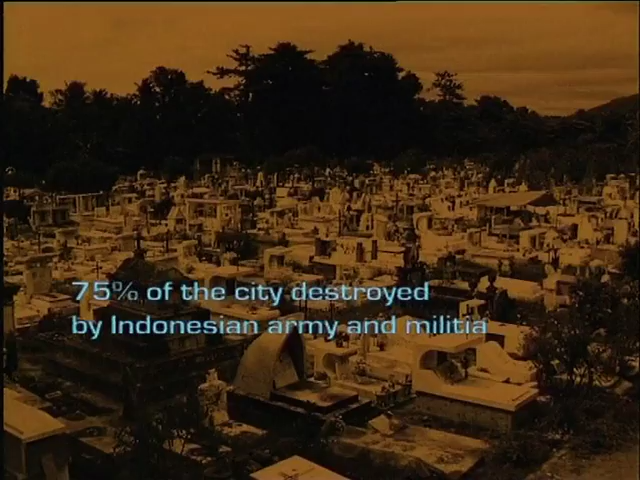 75% of the city destroyed
by Indonesian army and militia